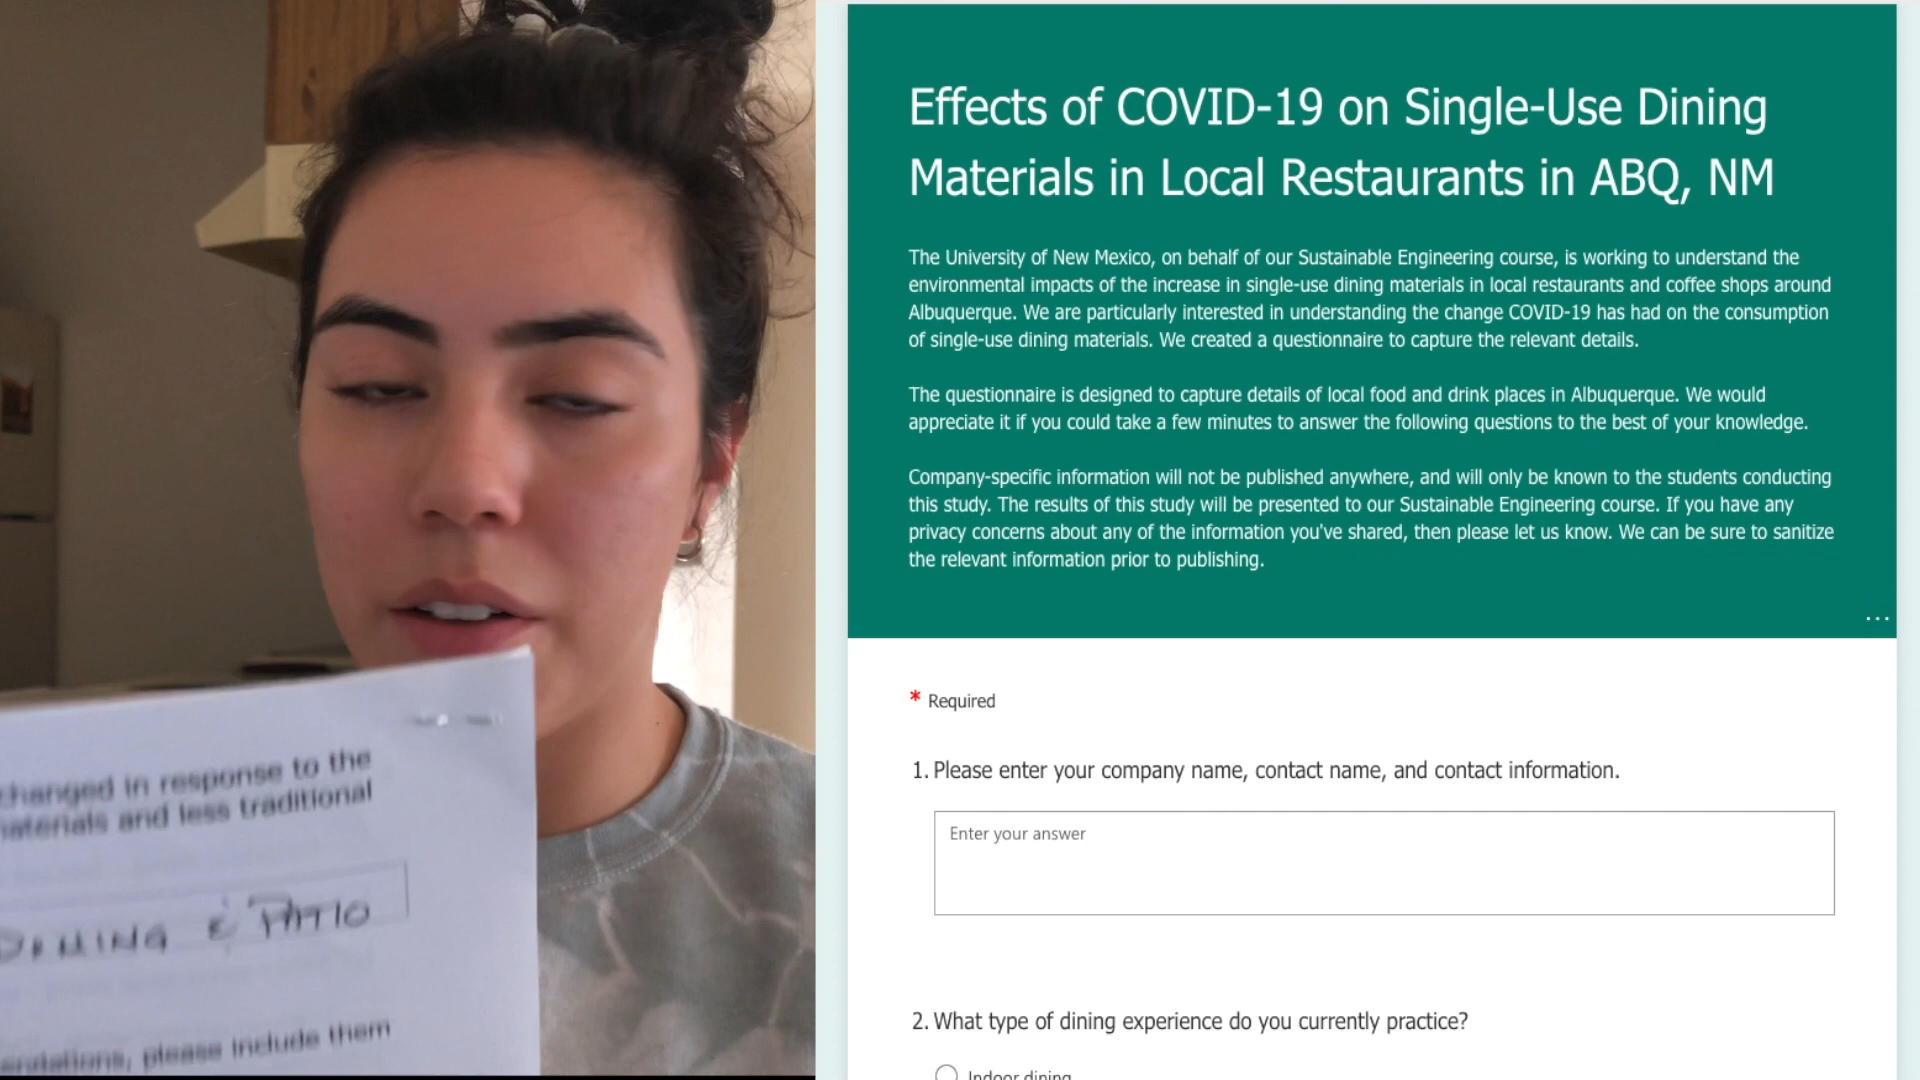 changed in response to the
materials and less traditional
DINING & PATIO
please include them
Effects of COVID-19 on Single-Use Dining
Materials in Local Restaurants in ABQ, NM
The University of New Mexico, on behalf of our Sustainable Engineering course, is working to understand the
environmental impacts of the increase in single-use dining materials in local restaurants and coffee shops around
Albuquerque. We are particularly interested in understanding the change COVID-19 has had on the consumption
of single-use dining materials. We created a questionnaire to capture the relevant details.
The questionnaire is designed to capture details of local food and drink places in Albuquerque. We would
appreciate it if you could take a few minutes to answer the following questions to the best of your knowledge.
Company-specific information will not be published anywhere, and will only be known to the students conducting
this study. The results of this study will be presented to our Sustainable Engineering course. If you have any
privacy concerns about any of the information you've shared, then please let us know. We can be sure to sanitize
the relevant information prior to publishing.
...
* Required
1. Please enter your company name, contact name, and contact information.
Enter your answer
2. What type of dining experience do you currently practice?
Indoor dining